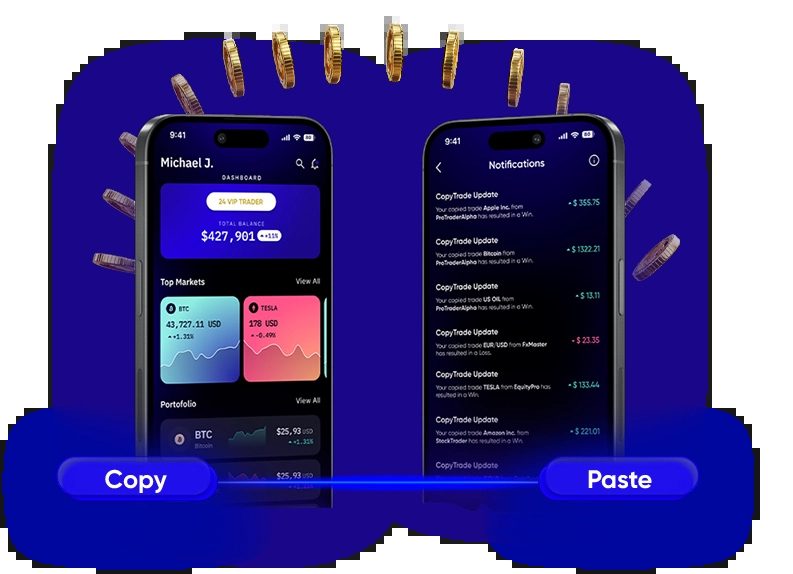 9:41
80
Michael J.
DASHBOARD
24 VIP TRADER
TOTAL BALANCE
$427,901 +11%
Top Markets
View All
BTC
43,727.11 USD
+1.31%
TESLA
178 USD
-0.49%
Portofolio
View All
BTC
Bitcoin
$25,93 USD
+1.31%
$25,93 USD
Copy
9:41
80
Notifications
CopyTrade Update
Your copied trade Apple Inc. from
ProTraderAlpha has resulted in a Win.
$ 355.75
CopyTrade Update
Your copied trade Bitcoin from
ProTraderAlpha has resulted in a Win.
$ 1322.21
CopyTrade Update
Your copied trade US OIL from
ProTraderAlpha has resulted in a Win.
$ 13.11
CopyTrade Update
Your copied trade EUR/USD from FxMaster
has resulted in a Loss.
$ 23.35
CopyTrade Update
Your copied trade TESLA from EquityPro has
resulted in a Win.
$ 133.44
CopyTrade Update
Your copied trade Amazon Inc. from
StockTrader has resulted in a Win.
$ 221.01
CopyTrade Update
Paste